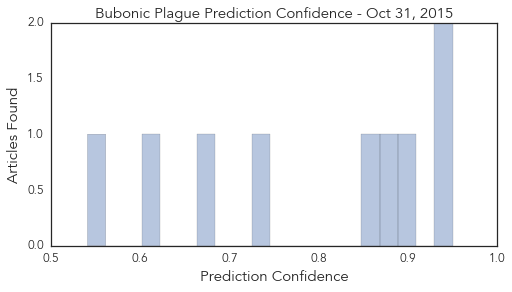 Bubonic Plague Prediction Confidence - Oct 31, 2015
2.0
1.5
1.0
0.5
0.0
Articles Found
0.5 0.6 0.7 0.8 0.9 1.0
Prediction Confidence